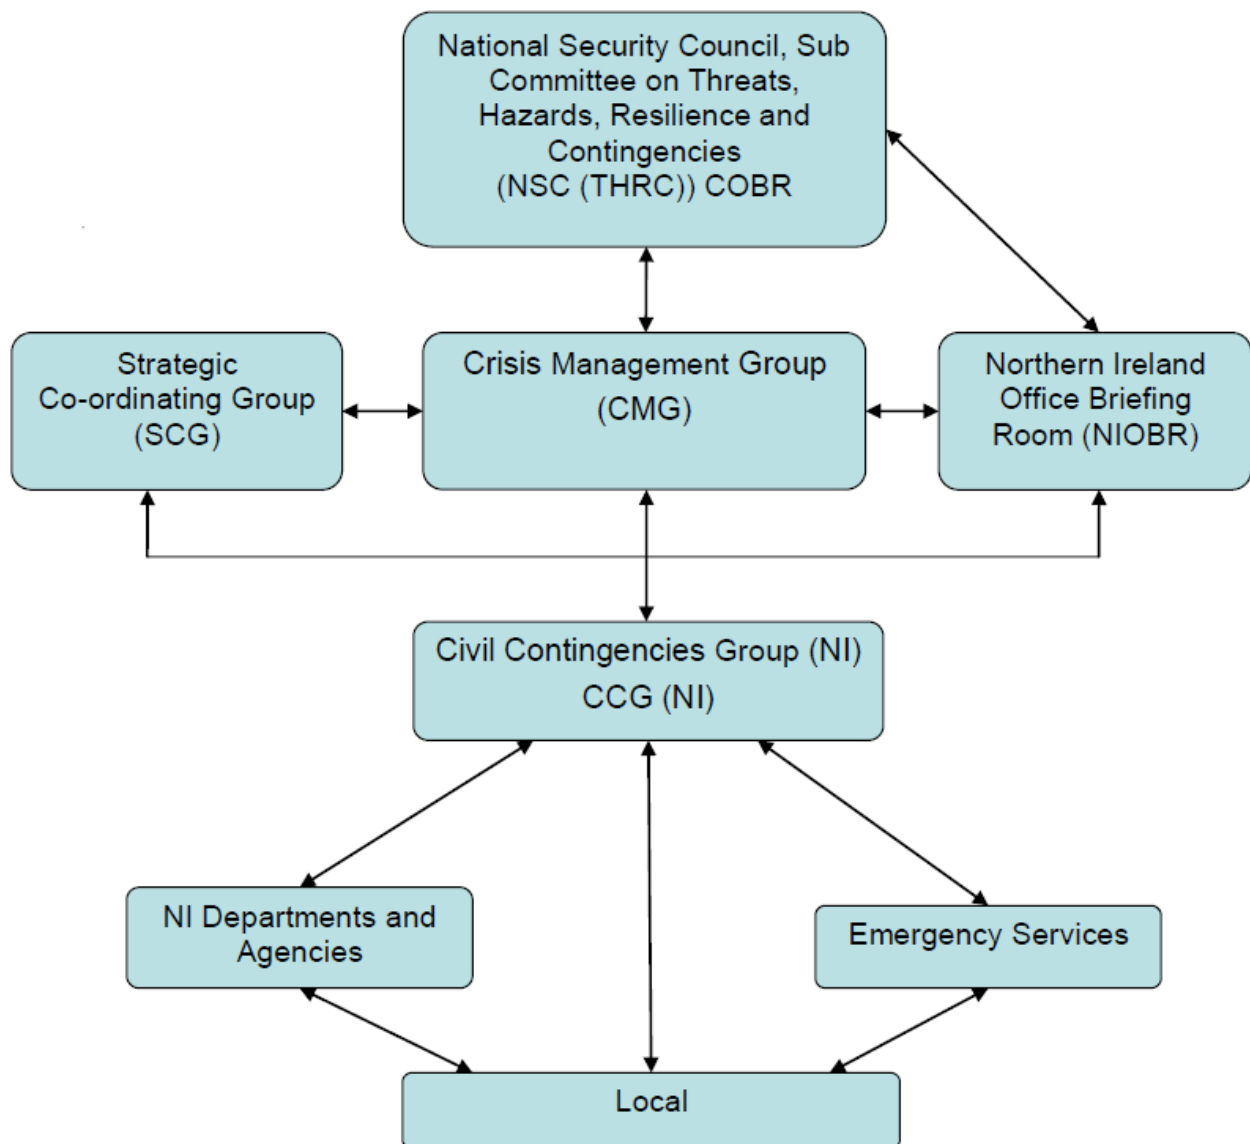 National Security Council, Sub
Committee on Threats,
Hazards, Resilience and
Contingencies
(NSC (THRC)) COBR
Strategic
Co-ordinating Group
(SCG)
Crisis Management Group
(CMG)
Northern Ireland
Office Briefing
Room (NIOBR)
Civil Contingencies Group (NI)
CCG (NI)
NI Departments and
Agencies
Emergency Services
Local